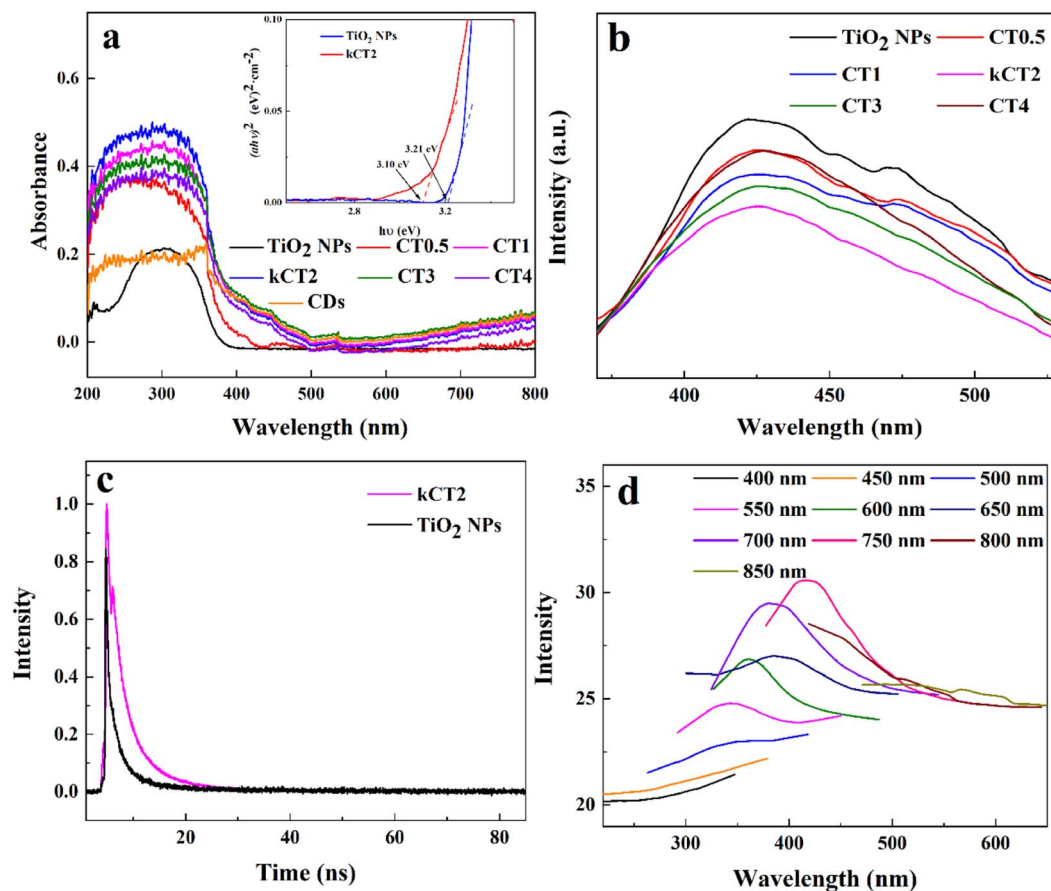 a
TiO2 NPs
kCT2
(ahν)² (eV)²·cm⁻²
0.10
0.05
0.00
3.10 eV
3.21 eV
2.8
3.2
hυ (eV)
TiO2 NPs CT0.5 CT1
kCT2 CT3 CT4
CDs
Absorbance
0.6
0.4
0.2
0.0
200 300 400 500 600 700 800
Wavelength (nm)
b
TiO2 NPs CT0.5
CT1 kCT2
CT3 CT4
Intensity (a.u.)
400 450 500
Wavelength (nm)
c
kCT2
TiO2 NPs
Intensity
1.0
0.8
0.6
0.4
0.2
0.0
20 40 60 80
Time (ns)
d
400 nm 450 nm 500 nm
550 nm 600 nm 650 nm
700 nm 750 nm 800 nm
850 nm
Intensity
35
30
25
20
300 400 500 600
Wavelength (nm)